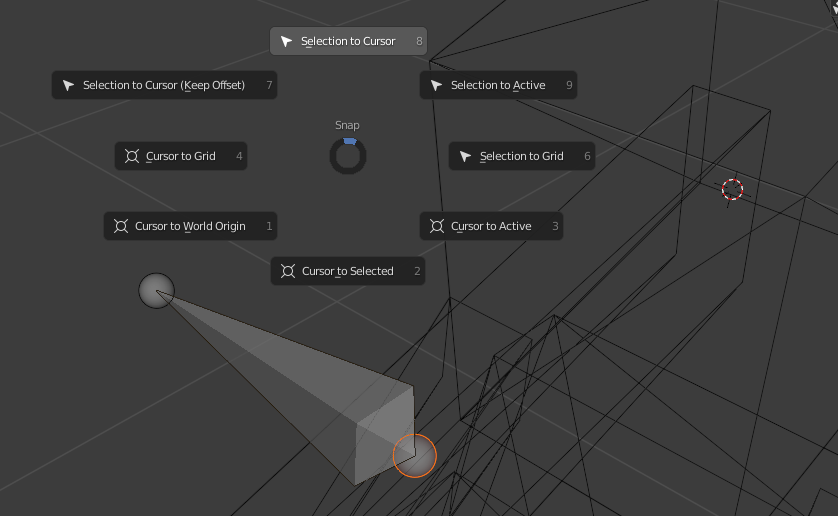 Selection to Cursor 8
Selection to Cursor (Keep Offset) 7
Selection to Active 9
Snap
Cursor to Grid 4
Selection to Grid 6
Cursor to World Origin 1
Cursor to Active 3
Cursor to Selected 2